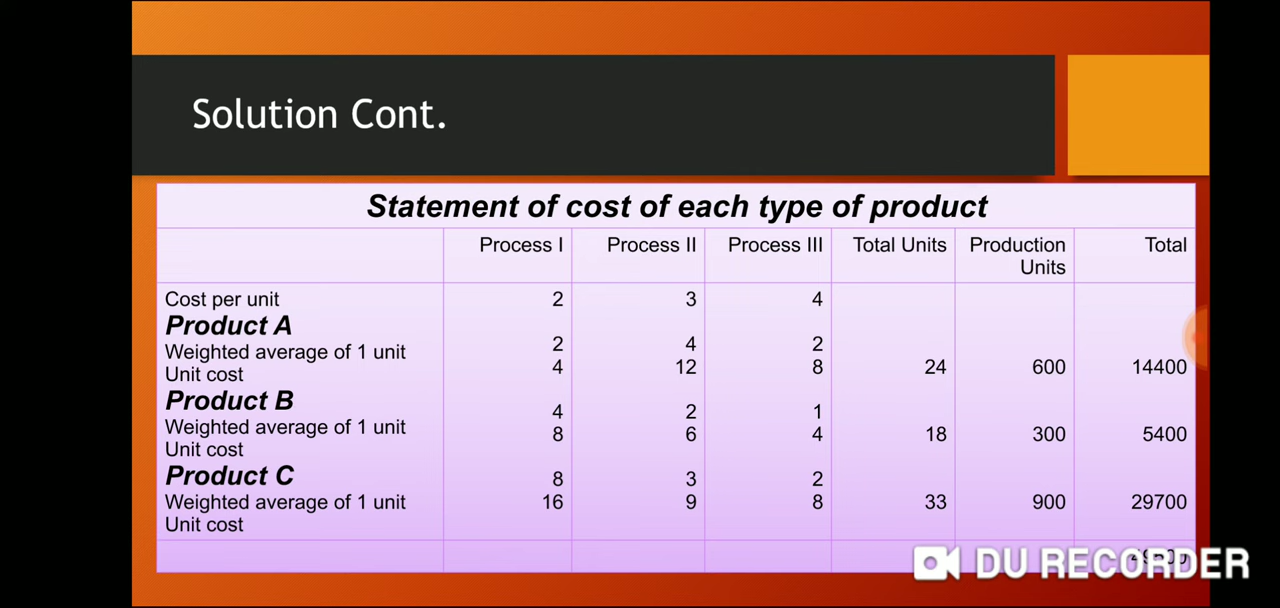 Solution Cont.
Statement of cost of each type of product
Process I Process II Process III Total Units Production Units Total
Cost per unit 2 3 4
Product A
Weighted average of 1 unit 2 4 2
Unit cost 4 12 8 24 600 14400
Product B
Weighted average of 1 unit 4 2 1
Unit cost 8 6 4 18 300 5400
Product C
Weighted average of 1 unit 8 3 2
Unit cost 16 9 8 33 900 29700
DU RECORDER